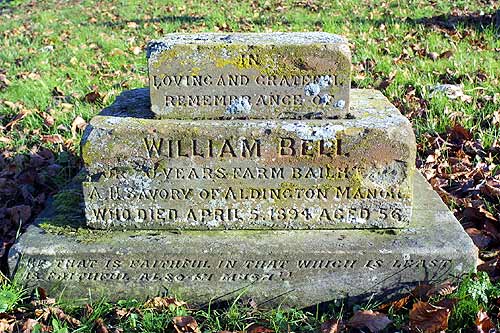 IN
LOVING AND GRATEFUL
REMEMBRANCE OF
WILLIAM BELL
YEARS FARM BAILIFF
A.H. SAVORY OF ALDINGTON MANOR
WHO DIED APRIL 5. 1894 AGED 56.
"HE THAT IS FAITHFUL IN THAT WHICH IS LEAST
IS FAITHFUL ALSO IN MUCH"